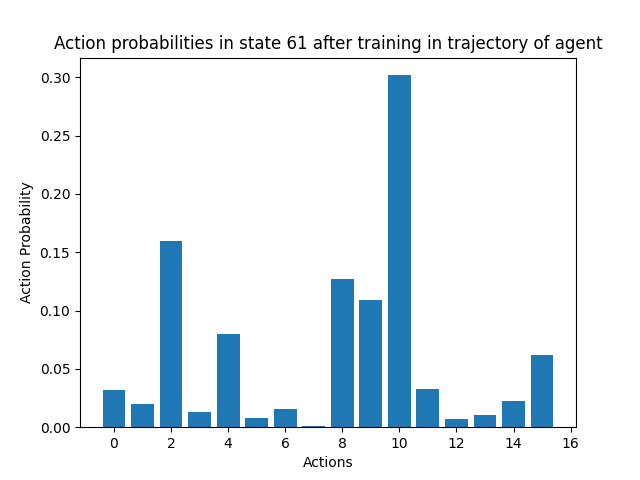 Action probabilities in state 61 after training in trajectory of agent
0.30
0.25
0.20
0.15
0.10
0.05
0.00
Action Probability
0 2 4 6 8 10 12 14 16
Actions